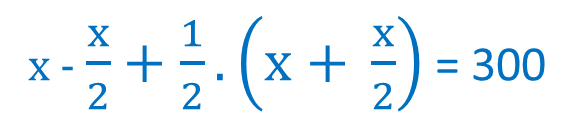 x - x/2 + 1/2 . (x + x/2) = 300